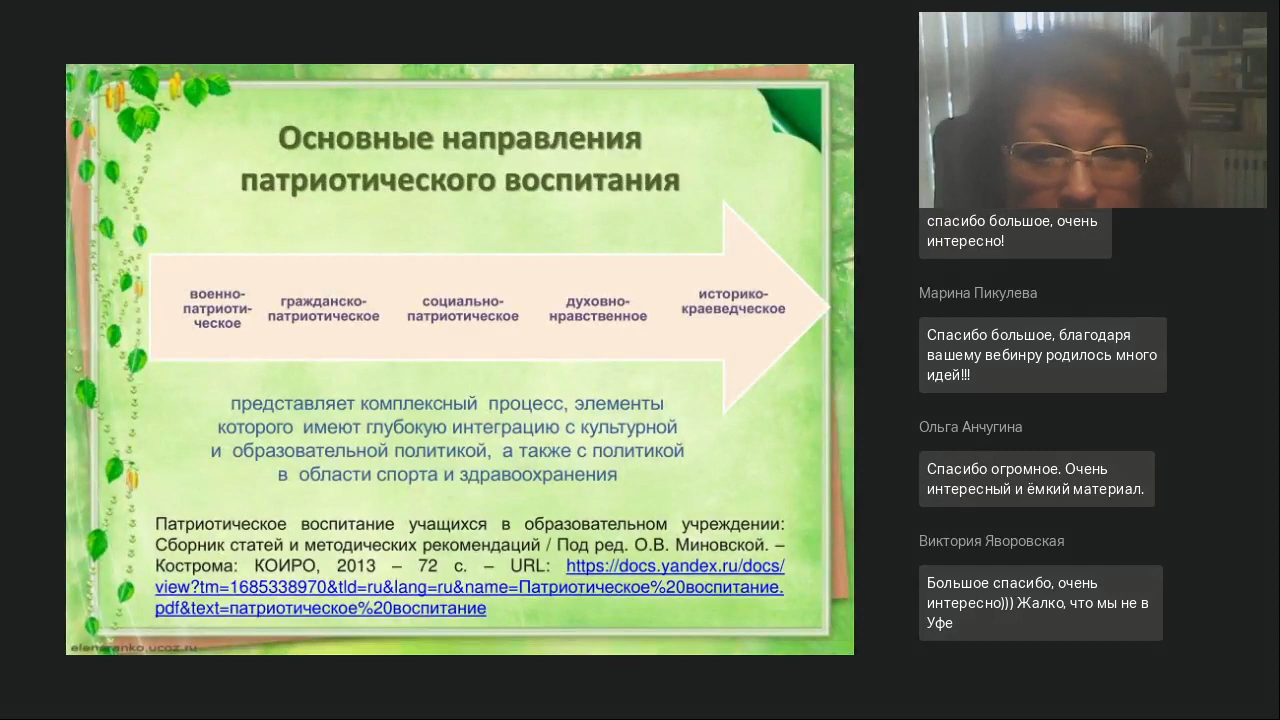 Основные направления
патриотического воспитания
военно-
патриоти-
ческое
гражданско-
патриотическое
социально-
патриотическое
духовно-
нравственное
историко-
краеведческое
представляет комплексный процесс, элементы
которого имеют глубокую интеграцию с культурной
и образовательной политикой, а также с политикой
в области спорта и здравоохранения
Патриотическое воспитание учащихся в образовательном учреждении:
Сборник статей и методических рекомендаций / Под ред. О.В. Миновской. –
Кострома: КОИРО, 2013 – 72 с. – URL: https://docs.yandex.ru/docs/
view?tm=1685338970&tld=ru&lang=ru&name=Патриотическое%20воспитание.
pdf&text=патриотическое%20воспитание
elenaranko.ucoz.ru
спасибо большое, очень
интересно!
Марина Пикулева
Спасибо большое, благодаря
вашему вебинру родилось много
идей!!!
Ольга Анчугина
Спасибо огромное. Очень
интересный и ёмкий материал.
Виктория Яворовская
Большое спасибо, очень
интересно))) Жалко, что мы не в
Уфе